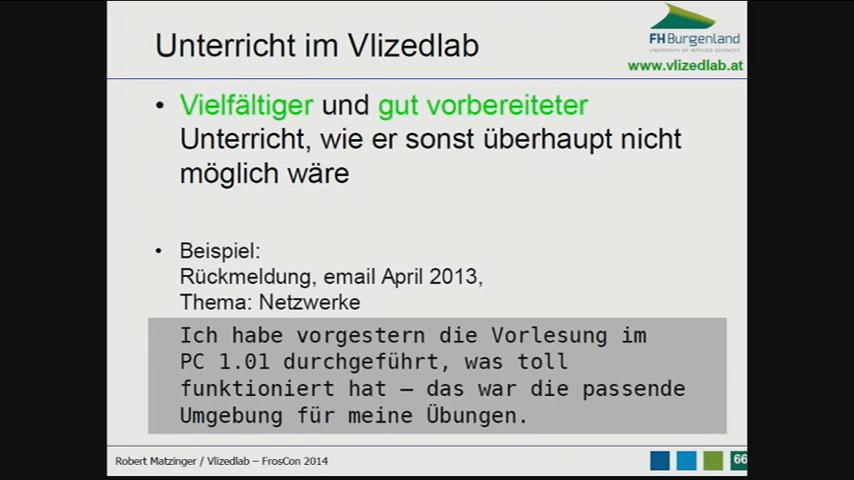 Unterricht im Vlizedlab
FHBurgenland
UNIVERSITY OF APPLIED SCIENCES
www.vlizedlab.at
• Vielfältiger und gut vorbereiteter
Unterricht, wie er sonst überhaupt nicht
möglich wäre
• Beispiel:
Rückmeldung, email April 2013,
Thema: Netzwerke
Ich habe vorgestern die Vorlesung im
PC 1.01 durchgeführt, was toll
funktioniert hat – das war die passende
Umgebung für meine Übungen.
Robert Matzinger / Vlizedlab – FrosCon 2014
66